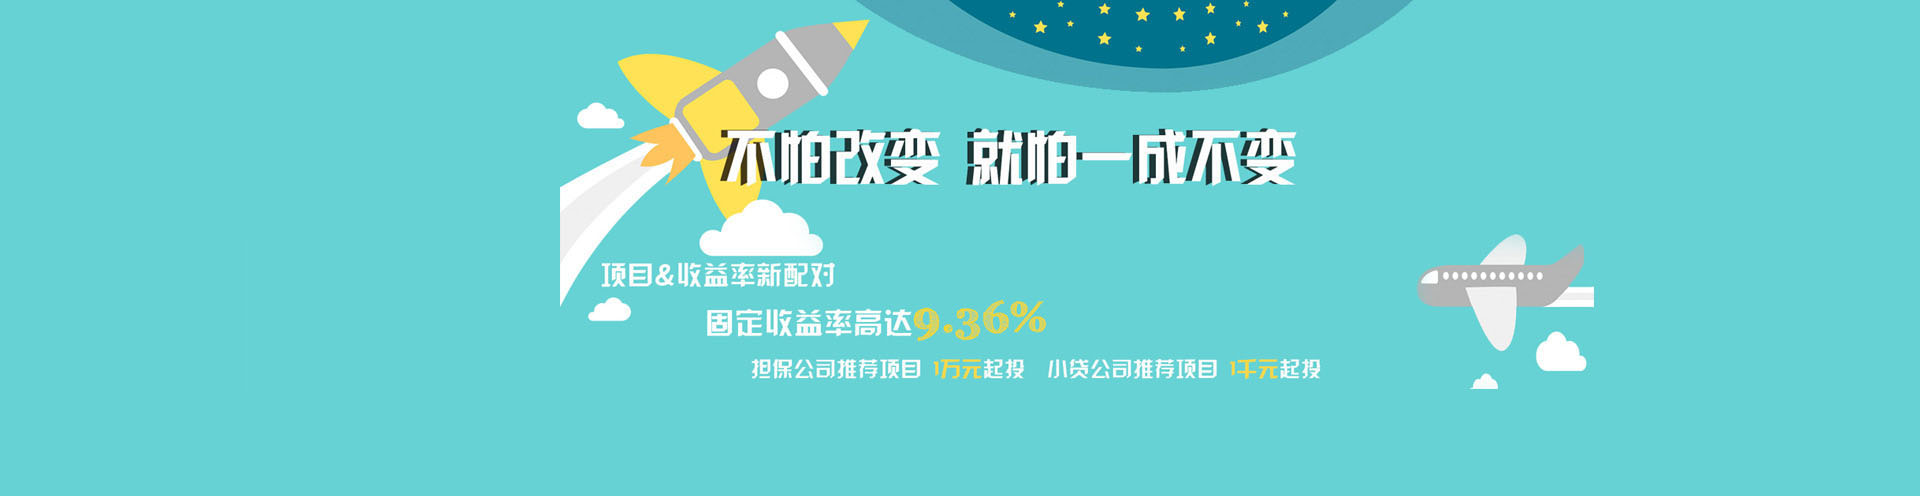 不怕改变 就怕一成不变
项目&收益率新配对
固定收益率高达9.36%
担保公司推荐项目 1万元起投 小贷公司推荐项目 1千元起投